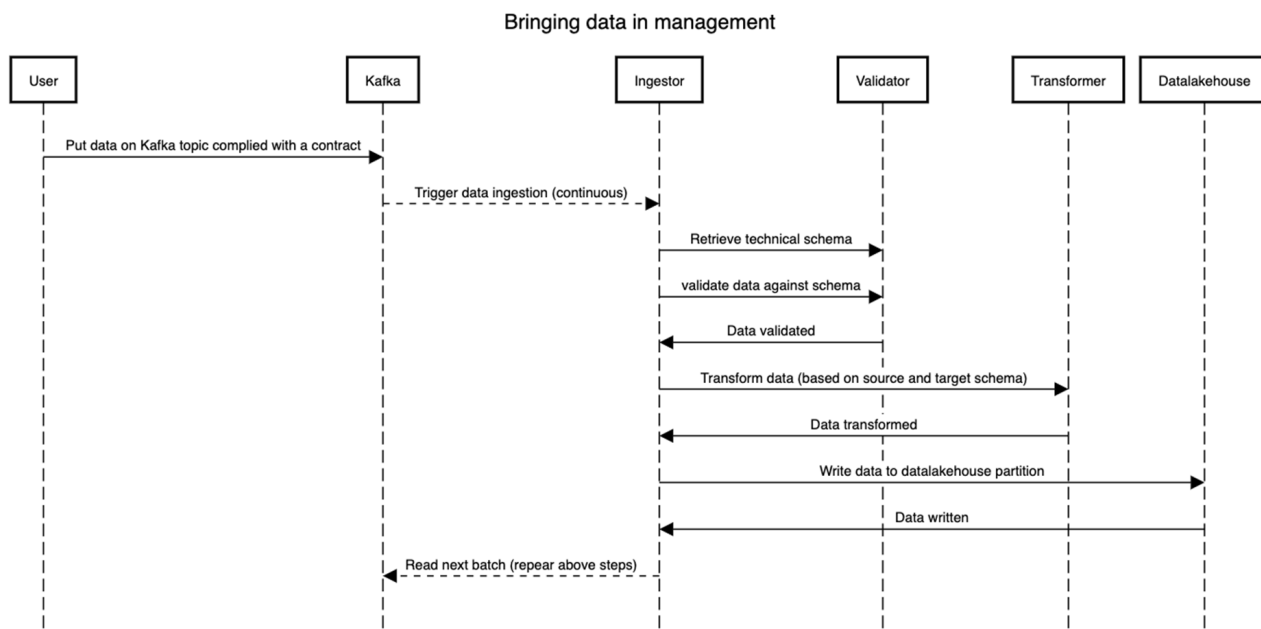 Bringing data in management
User
Kafka
Ingestor
Validator
Transformer
Datalakehouse
Put data on Kafka topic complied with a contract
Trigger data ingestion (continuous)
Retrieve technical schema
validate data against schema
Data validated
Transform data (based on source and target schema)
Data transformed
Write data to datalakehouse partition
Data written
Read next batch (repear above steps)